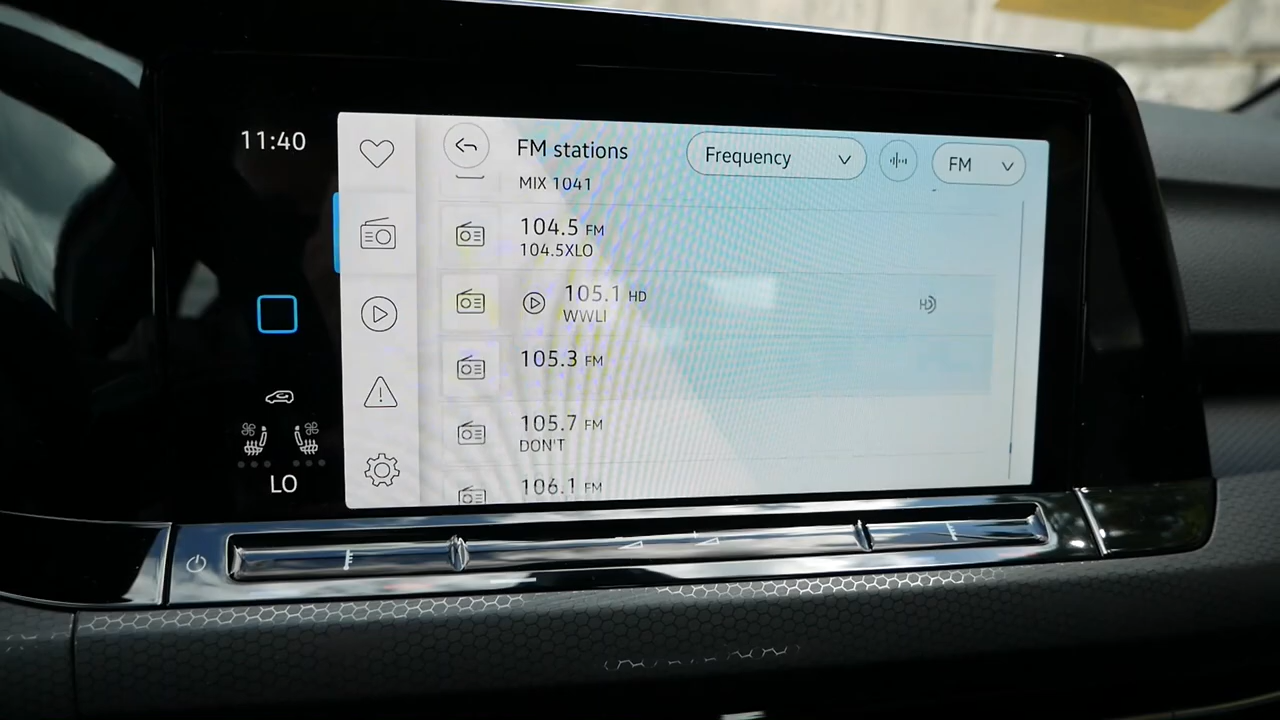 11:40
FM stations
Frequency
FM
MIX 1041
104.5 FM
104.5XLO
105.1 HD
WWLI
HD
105.3 FM
105.7 FM
DON'T
106.1 FM
LO